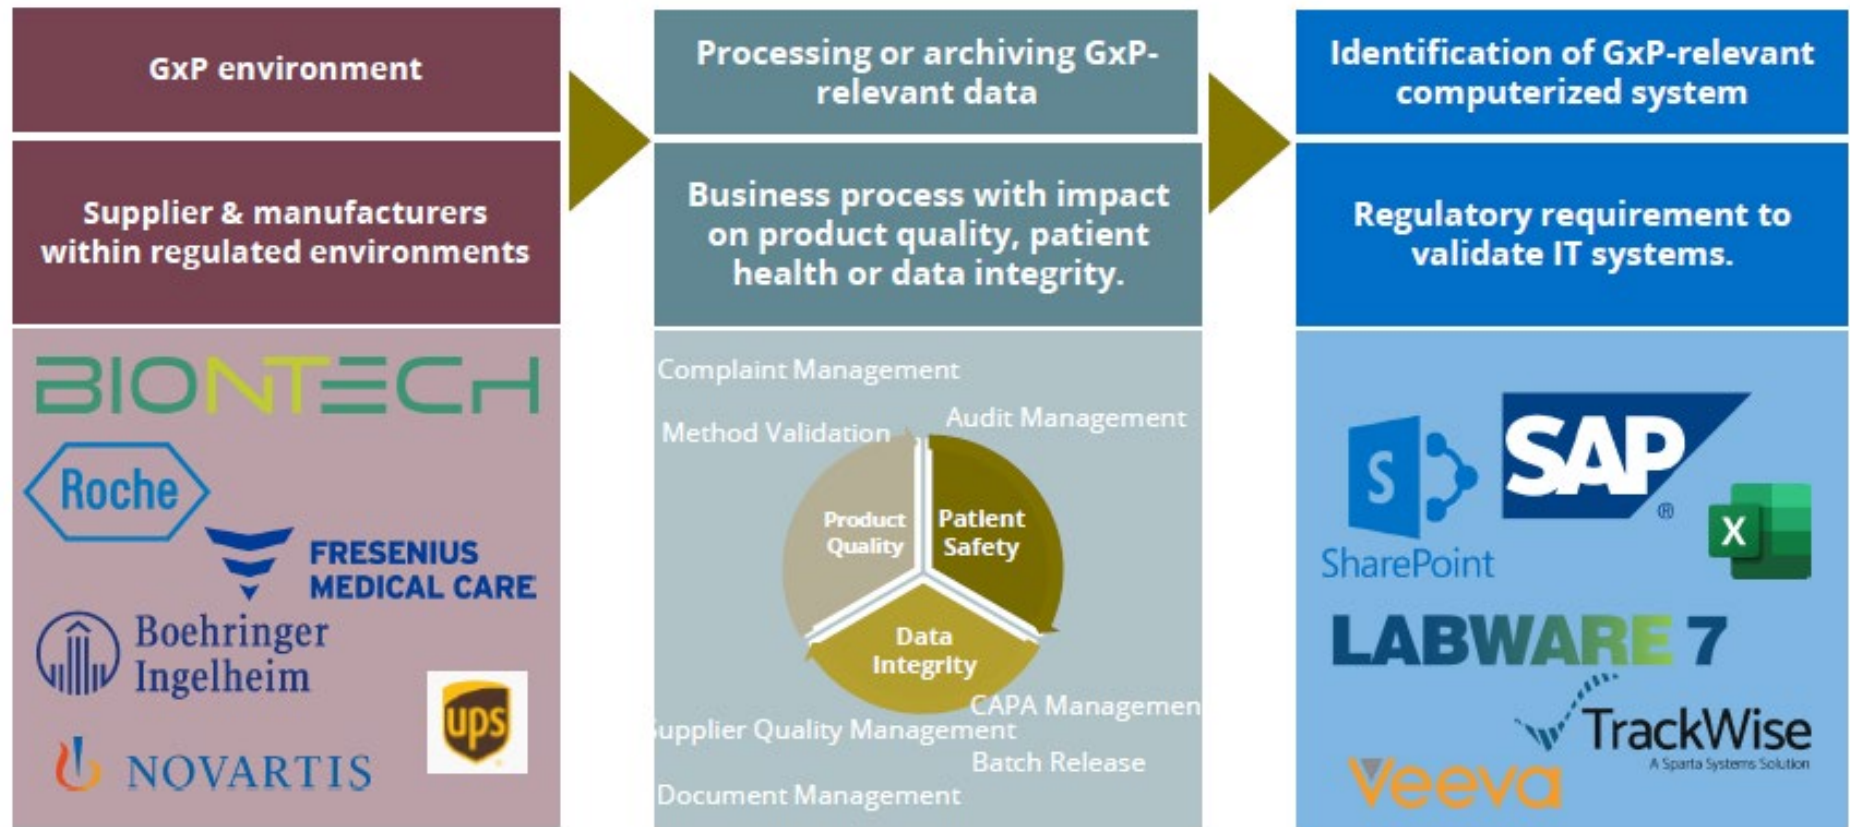 GxP environment
Supplier & manufacturers
within regulated environments
BIONTECH
Roche
FRESENIUS
MEDICAL CARE
Boehringer
Ingelheim
ups
NOVARTIS
Processing or archiving GxP-
relevant data
Business process with impact
on product quality, patient
health or data integrity.
Complaint Management
Audit Management
Method Validation
Product
Quality
Patient
Safety
Data
Integrity
CAPA Managemen
upplier Quality Management
Batch Release
Document Management
Identification of GxP-relevant
computerized system
Regulatory requirement to
validate IT systems.
S
SharePoint
SAP
®
X
LABWARE 7
TrackWise
A Sparta Systems Solution
Veeva